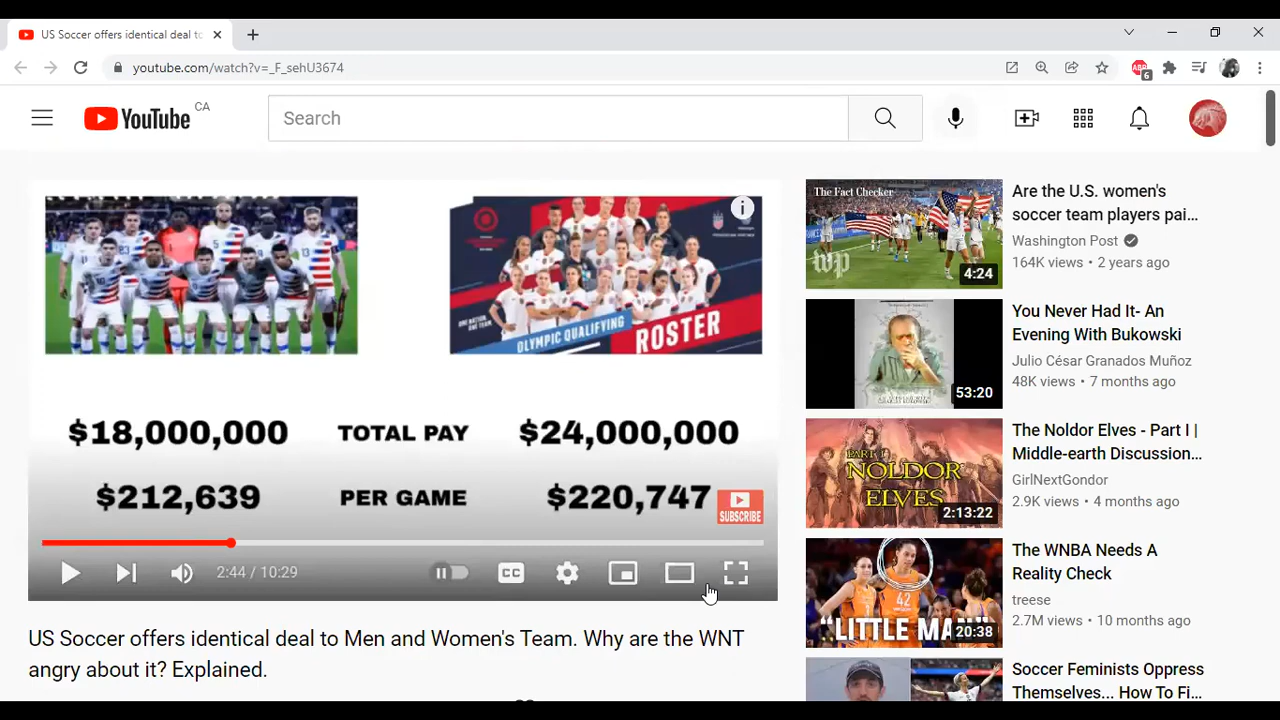 US Soccer offers identical deal to
youtube.com/watch?v=_F_sehU3674
6
YouTube CA
Search
OLYMPIC QUALIFYING
ROSTER
$18,000,000 TOTAL PAY $24,000,000
$212,639 PER GAME $220,747
SUBSCRIBE
2:44 / 10:29
CC
US Soccer offers identical deal to Men and Women's Team. Why are the WNT
angry about it? Explained.
The Fact Checker
wp
4:24
Are the U.S. women's
soccer team players pai...
Washington Post
164K views • 2 years ago
53:20
You Never Had It- An
Evening With Bukowski
Julio César Granados Muñoz
48K views • 7 months ago
PART I
NOLDOR
ELVES
2:13:22
The Noldor Elves - Part I |
Middle-earth Discussion...
GirlNextGondor
2.9K views • 4 months ago
42
"LITTLE MA
20:38
The WNBA Needs A
Reality Check
treese
2.7M views • 10 months ago
Soccer Feminists Oppress
Themselves... How To Fi...